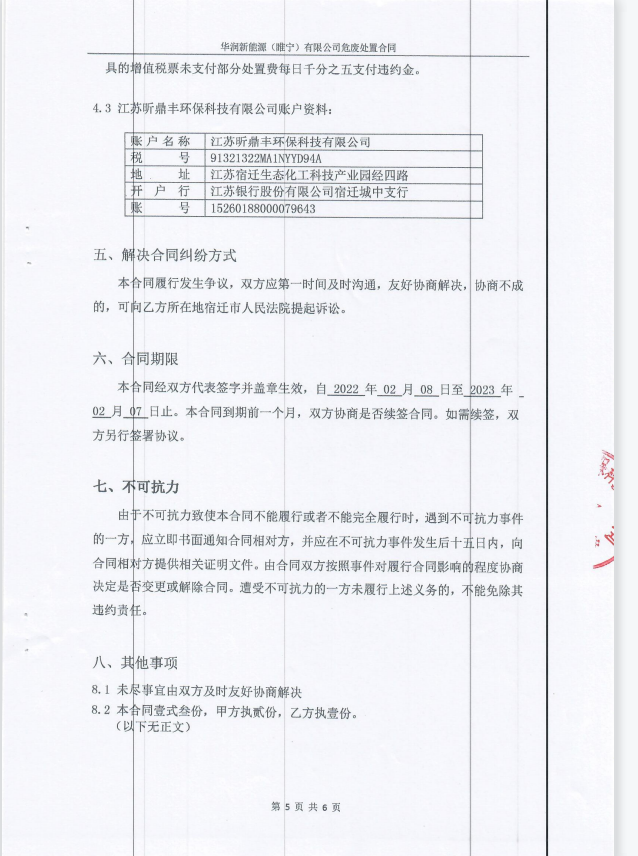 华润新能源（睢宁）有限公司危废处置合同
具的增值税票未支付部分处置费每日千分之五支付违约金。
4.3 江苏昕鼎丰环保科技有限公司账户资料：
账户名称 江苏昕鼎丰环保科技有限公司
税号 91321322MA1NYYD94A
地址 江苏宿迁生态化工科技产业园经四路
开户行 江苏银行股份有限公司宿迁城中支行
账号 15260188000079643
五、解决合同纠纷方式
本合同履行发生争议，双方应第一时间及时沟通，友好协商解决，协商不成
的，可向乙方所在地宿迁市人民法院提起诉讼。
六、合同期限
本合同经双方代表签字并盖章生效，自 2022 年 02 月 08 日至 2023 年
02 月 07 日止。本合同到期前一个月，双方协商是否续签合同。如需续签，双
方另行签署协议。
七、不可抗力
由于不可抗力致使本合同不能履行或者不能完全履行时，遇到不可抗力事件
的一方，应立即书面通知合同相对方，并应在不可抗力事件发生后十五日内，向
合同相对方提供相关证明文件。由合同双方按照事件对履行合同影响的程度协商
决定是否变更或解除合同。遭受不可抗力的一方未履行上述义务的，不能免除其
违约责任。
八、其他事项
8.1 未尽事宜由双方及时友好协商解决
8.2 本合同壹式叁份，甲方执贰份，乙方执壹份。
（以下无正文）
第 5 页 共 6 页